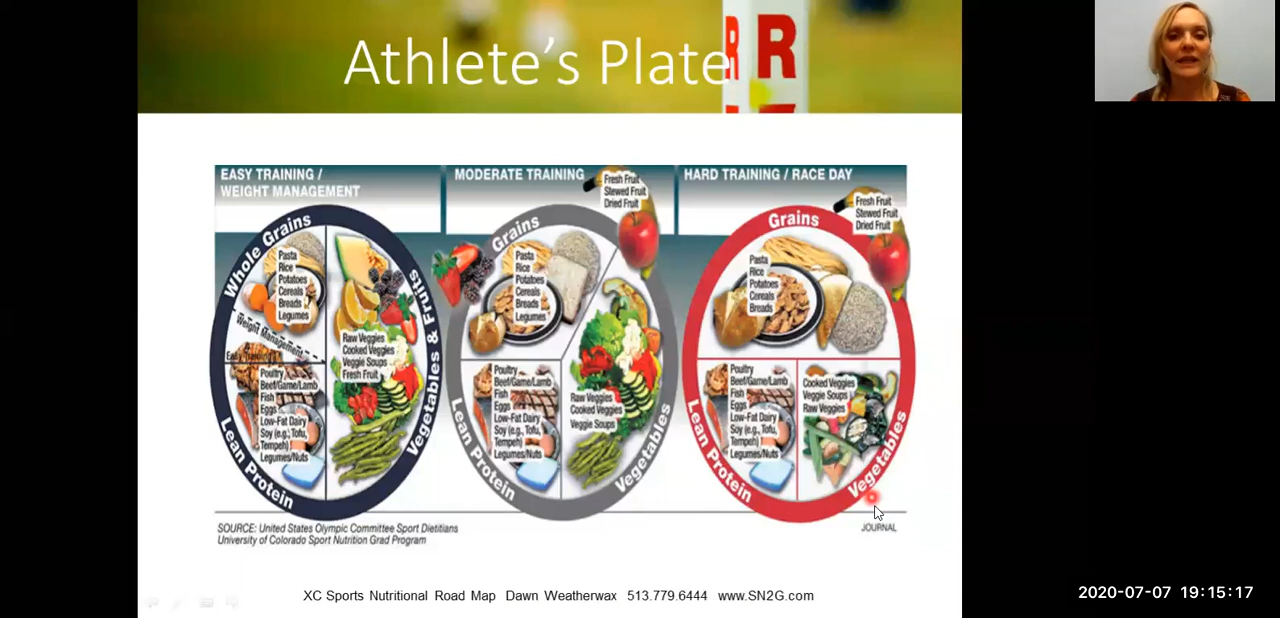 Athlete's Plate
R R
EASY TRAINING /
WEIGHT MANAGEMENT
Whole Grains
Pasta
Rice
Potatoes
Cereals
Breads
Legumes
Weight Management
Easy Training
Poultry
Beef/Game/Lamb
Fish
Eggs
Low-Fat Dairy
Soy (e.g., Tofu,
Tempeh)
Legumes/Nuts
Lean Protein
Raw Veggies
Cooked Veggies
Veggie Soups
Fresh Fruit
Vegetables & Fruits
MODERATE TRAINING
Fresh Fruit
Stewed Fruit
Dried Fruit
Grains
Pasta
Rice
Potatoes
Cereals
Breads
Legumes
Poultry
Beef/Game/Lamb
Fish
Eggs
Low-Fat Dairy
Soy (e.g., Tofu,
Tempeh)
Legumes/Nuts
Lean Protein
Raw Veggies
Cooked Veggies
Veggie Soups
Vegetables
HARD TRAINING / RACE DAY
Fresh Fruit
Stewed Fruit
Dried Fruit
Grains
Pasta
Rice
Potatoes
Cereals
Breads
Poultry
Beef/Game/Lamb
Fish
Eggs
Low-Fat Dairy
Soy (e.g., Tofu,
Tempeh)
Legumes/Nuts
Lean Protein
Cooked Veggies
Veggie Soups
Raw Veggies
Vegetables
SOURCE: United States Olympic Committee Sport Dietitians
University of Colorado Sport Nutrition Grad Program
JOURNAL
XC Sports Nutritional Road Map Dawn Weatherwax 513.779.6444 www.SN2G.com
2020-07-07 19:15:17